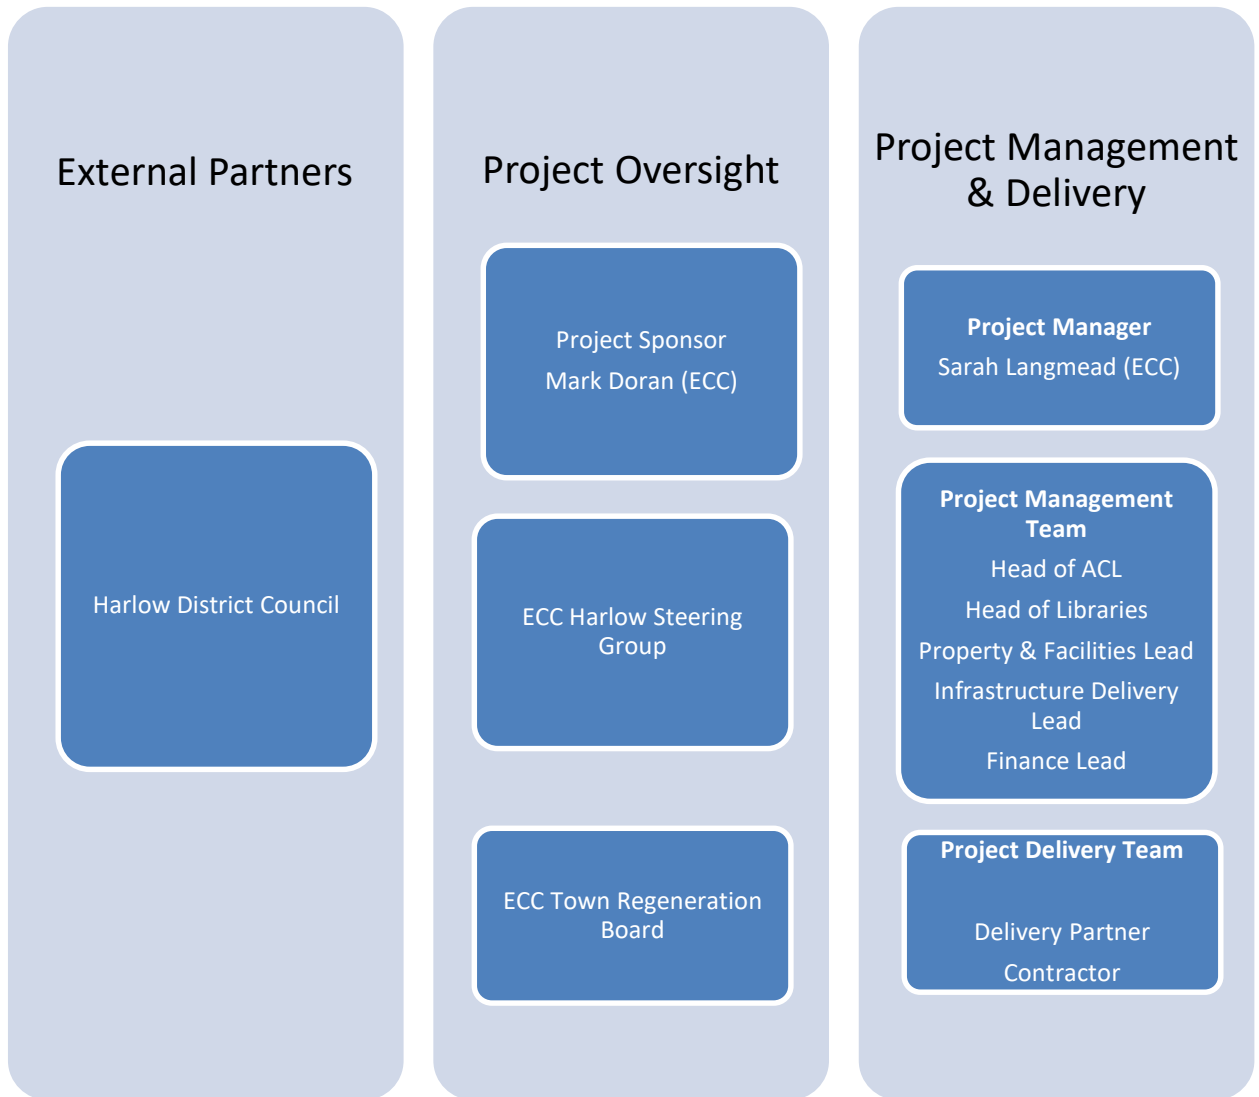 External Partners
Harlow District Council
Project Oversight
Project Sponsor
Mark Doran (ECC)
ECC Harlow Steering
Group
ECC Town Regeneration
Board
Project Management
& Delivery
Project Manager
Sarah Langmead (ECC)
Project Management
Team
Head of ACL
Head of Libraries
Property & Facilities Lead
Infrastructure Delivery
Lead
Finance Lead
Project Delivery Team
Delivery Partner
Contractor